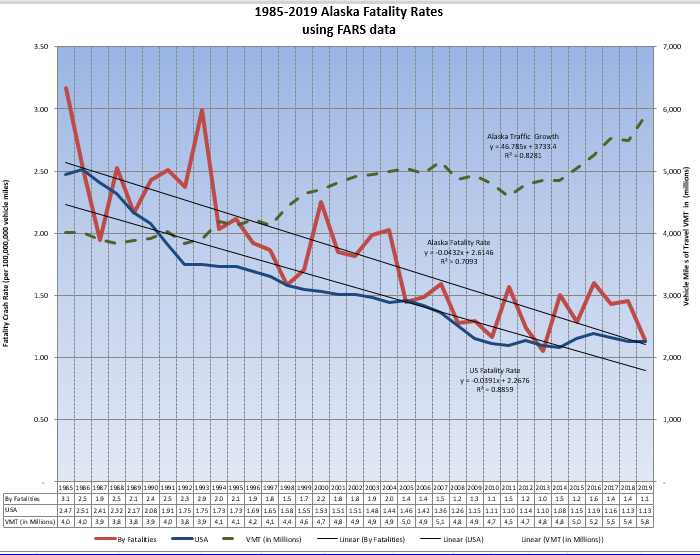 1985-2019 Alaska Fatality Rates
using FARS data
3.50
3.00
2.50
2.00
1.50
1.00
0.50
-
7,000
6,000
5,000
4,000
3,000
2,000
1,000
Fatality Crash Rate (per 100,000,000 vehicle miles)
Vehicle Miles of Travel VMT in (millions)
Alaska Traffic Growth
y = 46.785x + 3733.4
R² = 0.8281
Alaska Fatality Rate
y = -0.0432x + 2.6146
R² = 0.7093
US Fatality Rate
y = -0.0391x + 2.2676
R² = 0.8859
1985 1986 1987 1988 1989 1990 1991 1992 1993 1994 1995 1996 1997 1998 1999 2000 2001 2002 2003 2004 2005 2006 2007 2008 2009 2010 2011 2012 2013 2014 2015 2016 2017 2018 2019
By Fatalities 3.1 2.5 1.9 2.5 2.1 2.4 2.5 2.3 2.9 2.0 2.1 1.9 1.8 1.5 1.7 2.2 1.8 1.8 1.9 2.0 1.4 1.4 1.5 1.2 1.3 1.1 1.5 1.2 1.0 1.5 1.2 1.6 1.4 1.4 1.1
USA 2.47 2.51 2.41 2.32 2.17 2.08 1.91 1.75 1.75 1.73 1.73 1.69 1.65 1.58 1.55 1.53 1.51 1.51 1.48 1.44 1.46 1.42 1.36 1.26 1.15 1.11 1.10 1.14 1.10 1.08 1.15 1.19 1.16 1.13 1.13
VMT (in Millions) 4,0 4,0 3,9 3,8 3,8 3,9 4,0 3,8 3,9 4,1 4,1 4,2 4,1 4,4 4,6 4,7 4,8 4,9 4,9 4,9 5,0 4,9 5,1 4,8 4,9 4,7 4,5 4,7 4,8 4,8 5,0 5,2 5,5 5,4 5,8
By Fatalities USA VMT (in Millions) Linear (By Fatalities) Linear (USA) Linear (VMT (in Millions))